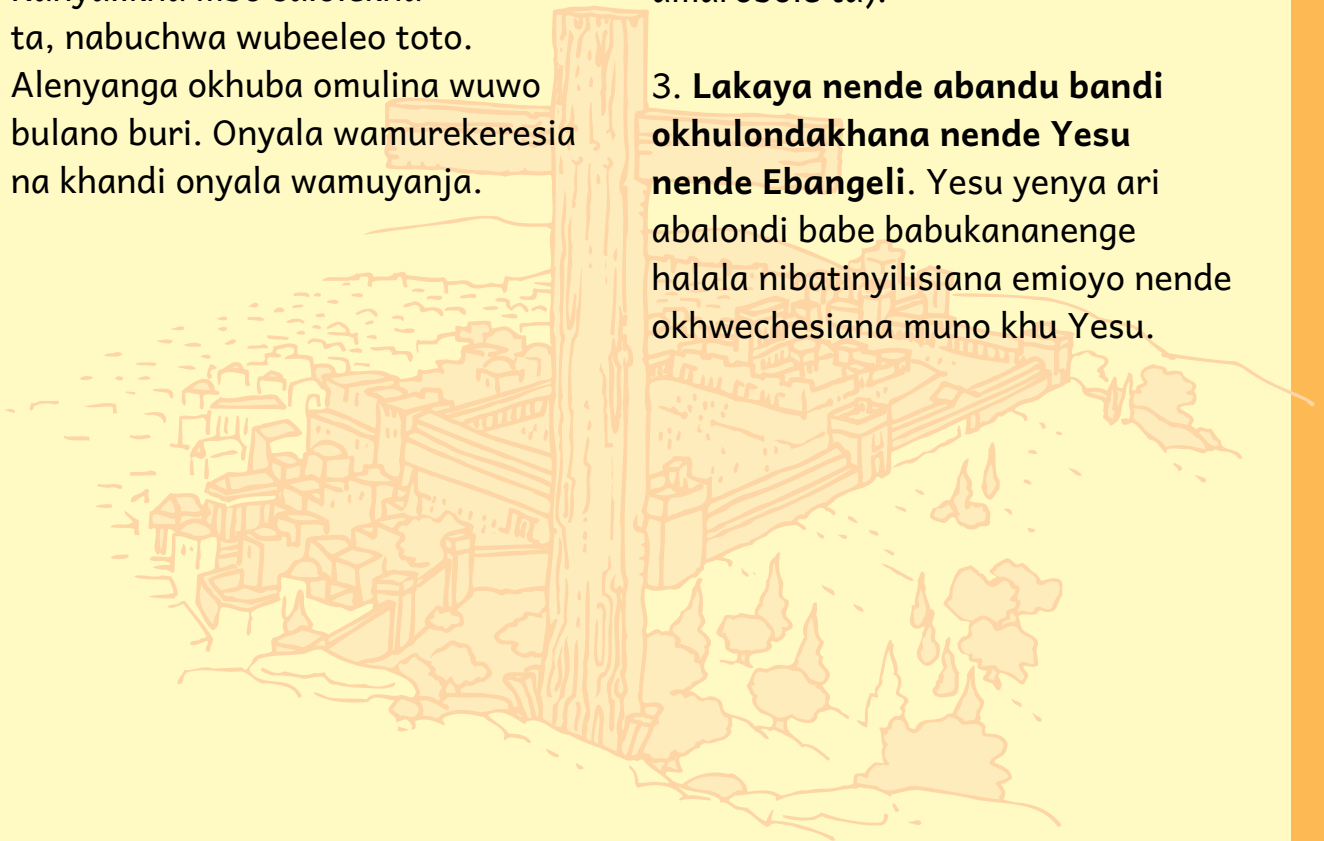 ta, nabuchwa wubeeleo toto.
Alenyanga okhuba omulina wuwo
bulano buri. Onyala wamurekeresia
na khandi onyala wamuyanja.
3. Lakaya nende abandu bandi
okhulondakhana nende Yesu
nende Ebangeli. Yesu yenya ari
abalondi babe babukananenge
halala nibatinyilisiana emioyo nende
okhwechesiana muno khu Yesu.